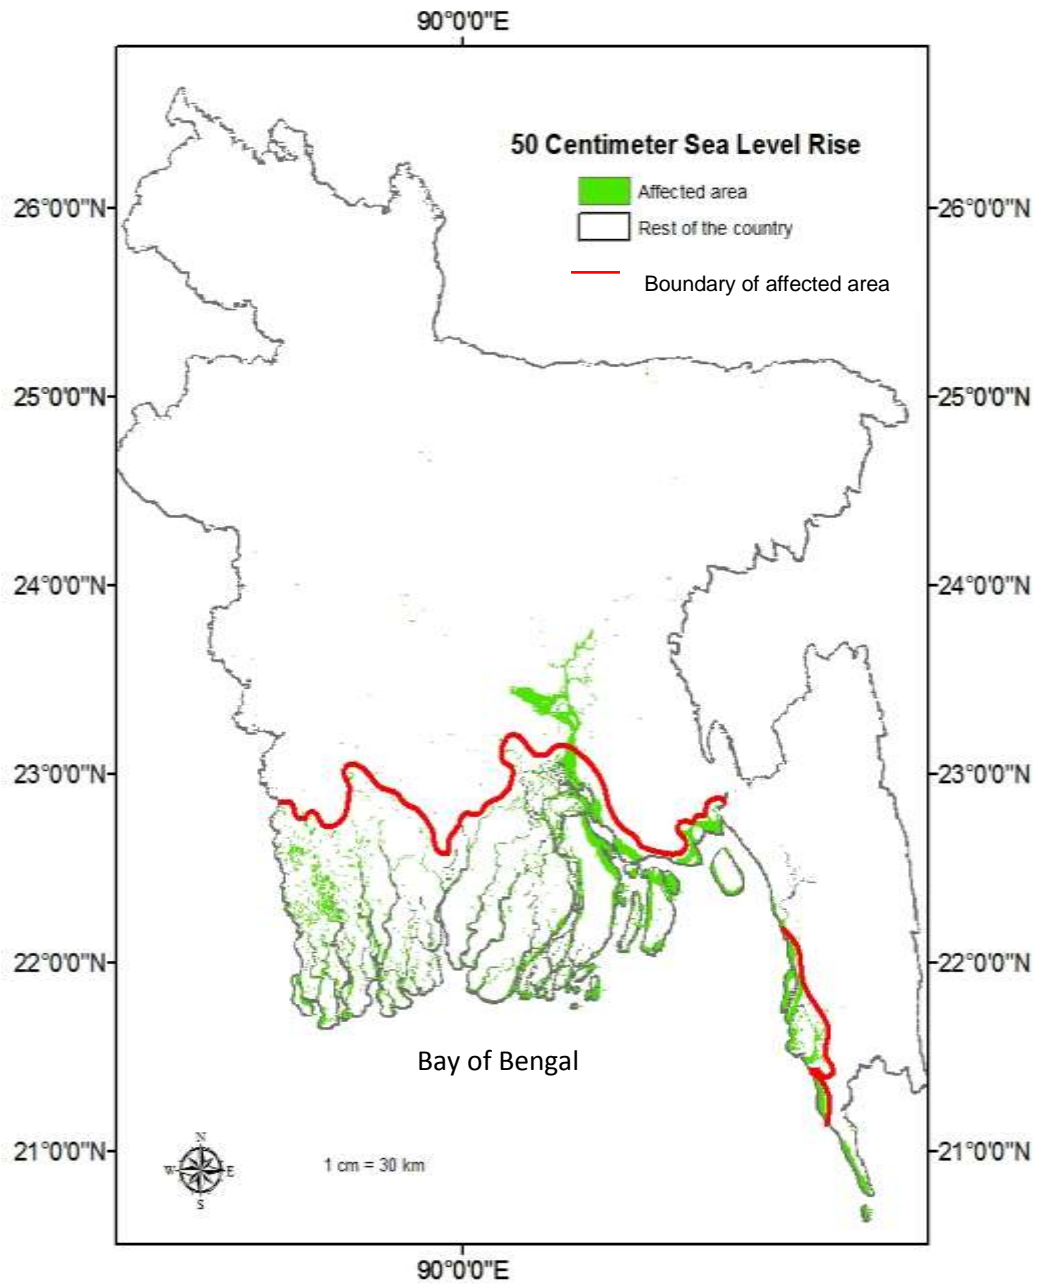 90°0'0"E
50 Centimeter Sea Level Rise
Affected area
26°0'0"N
26°0'0"N
Rest of the country
Boundary of affected area
25°0'0"N
25°0'0"N
24°0'0"N
24°0'0"N
23°0'0"N
23°0'0"N
22°0'0"N
22°0'0"N
Bay of Bengal
N
21°0'0"N
W
E
1 cm = 30 km
21°0'0"N
S
90°0'0"E